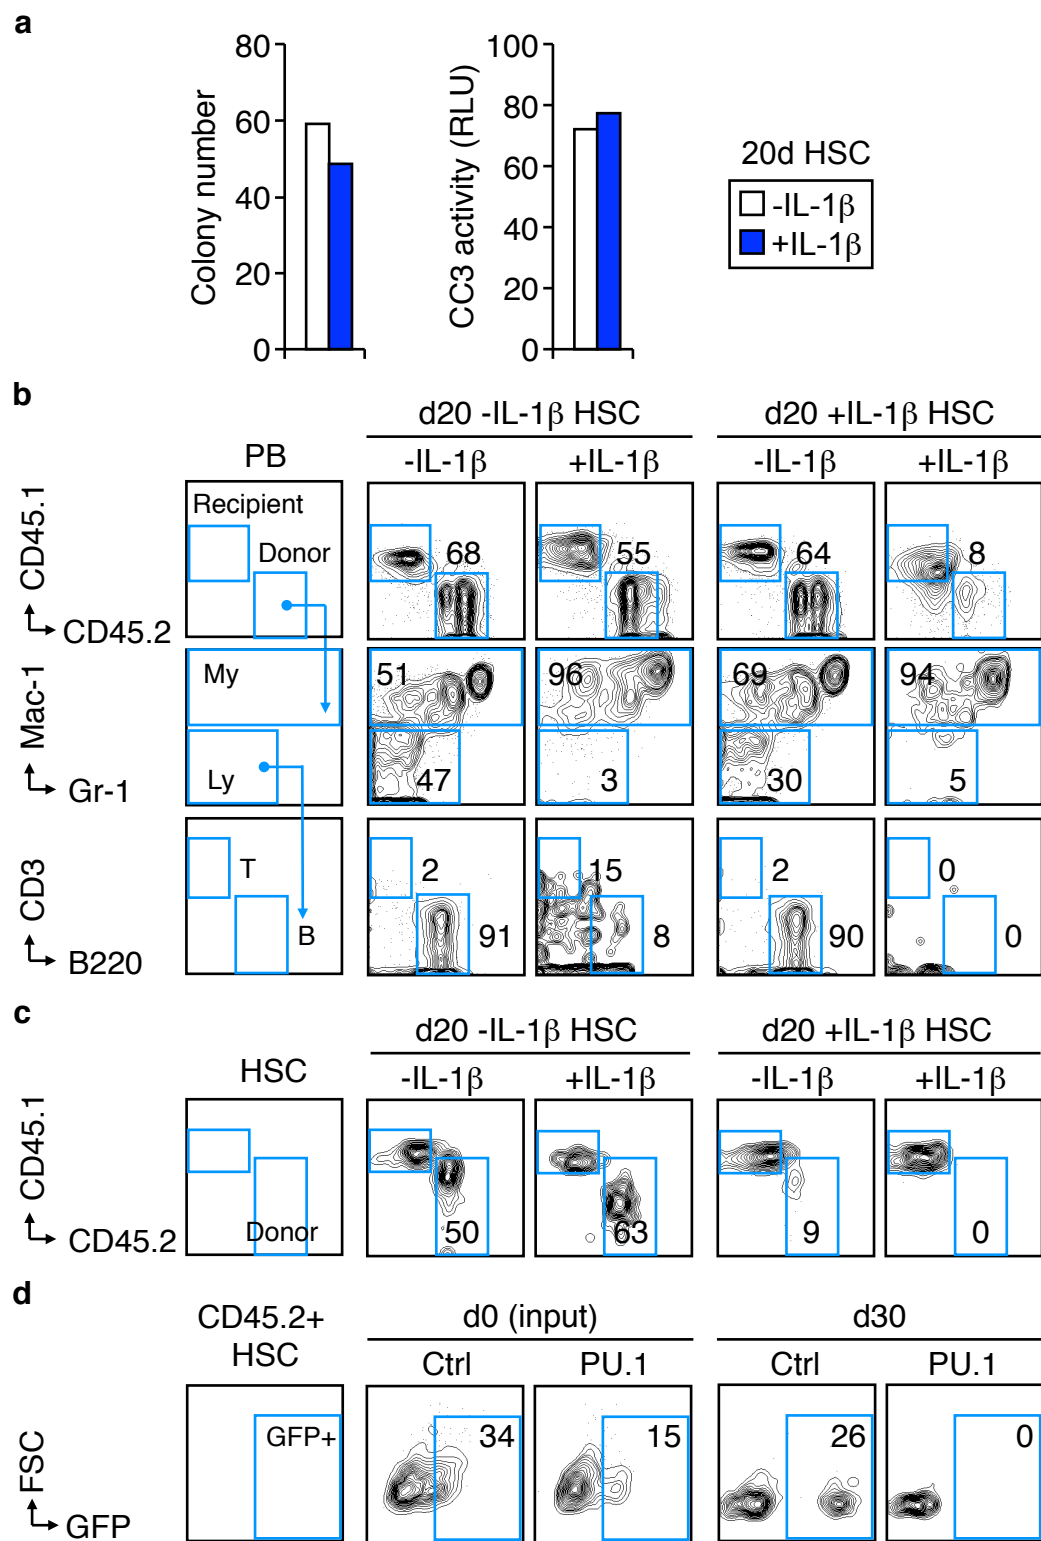 a
80
60
40
20
0
Colony number
100
80
60
40
20
0
CC3 activity (RLU)
20d HSC
-IL-1β
+IL-1β
b
d20 -IL-1β HSC
d20 +IL-1β HSC
PB
-IL-1β
+IL-1β
-IL-1β
+IL-1β
CD45.1
CD45.2
Recipient
Donor
68
55
64
8
Mac-1
Gr-1
My
Ly
51
47
96
3
69
30
94
5
CD3
B220
T
B
2
91
15
8
2
90
0
0
c
d20 -IL-1β HSC
d20 +IL-1β HSC
HSC
-IL-1β
+IL-1β
-IL-1β
+IL-1β
CD45.1
CD45.2
Donor
50
63
9
0
d
CD45.2+
HSC
d0 (input)
d30
Ctrl
PU.1
Ctrl
PU.1
FSC
GFP
GFP+
34
15
26
0